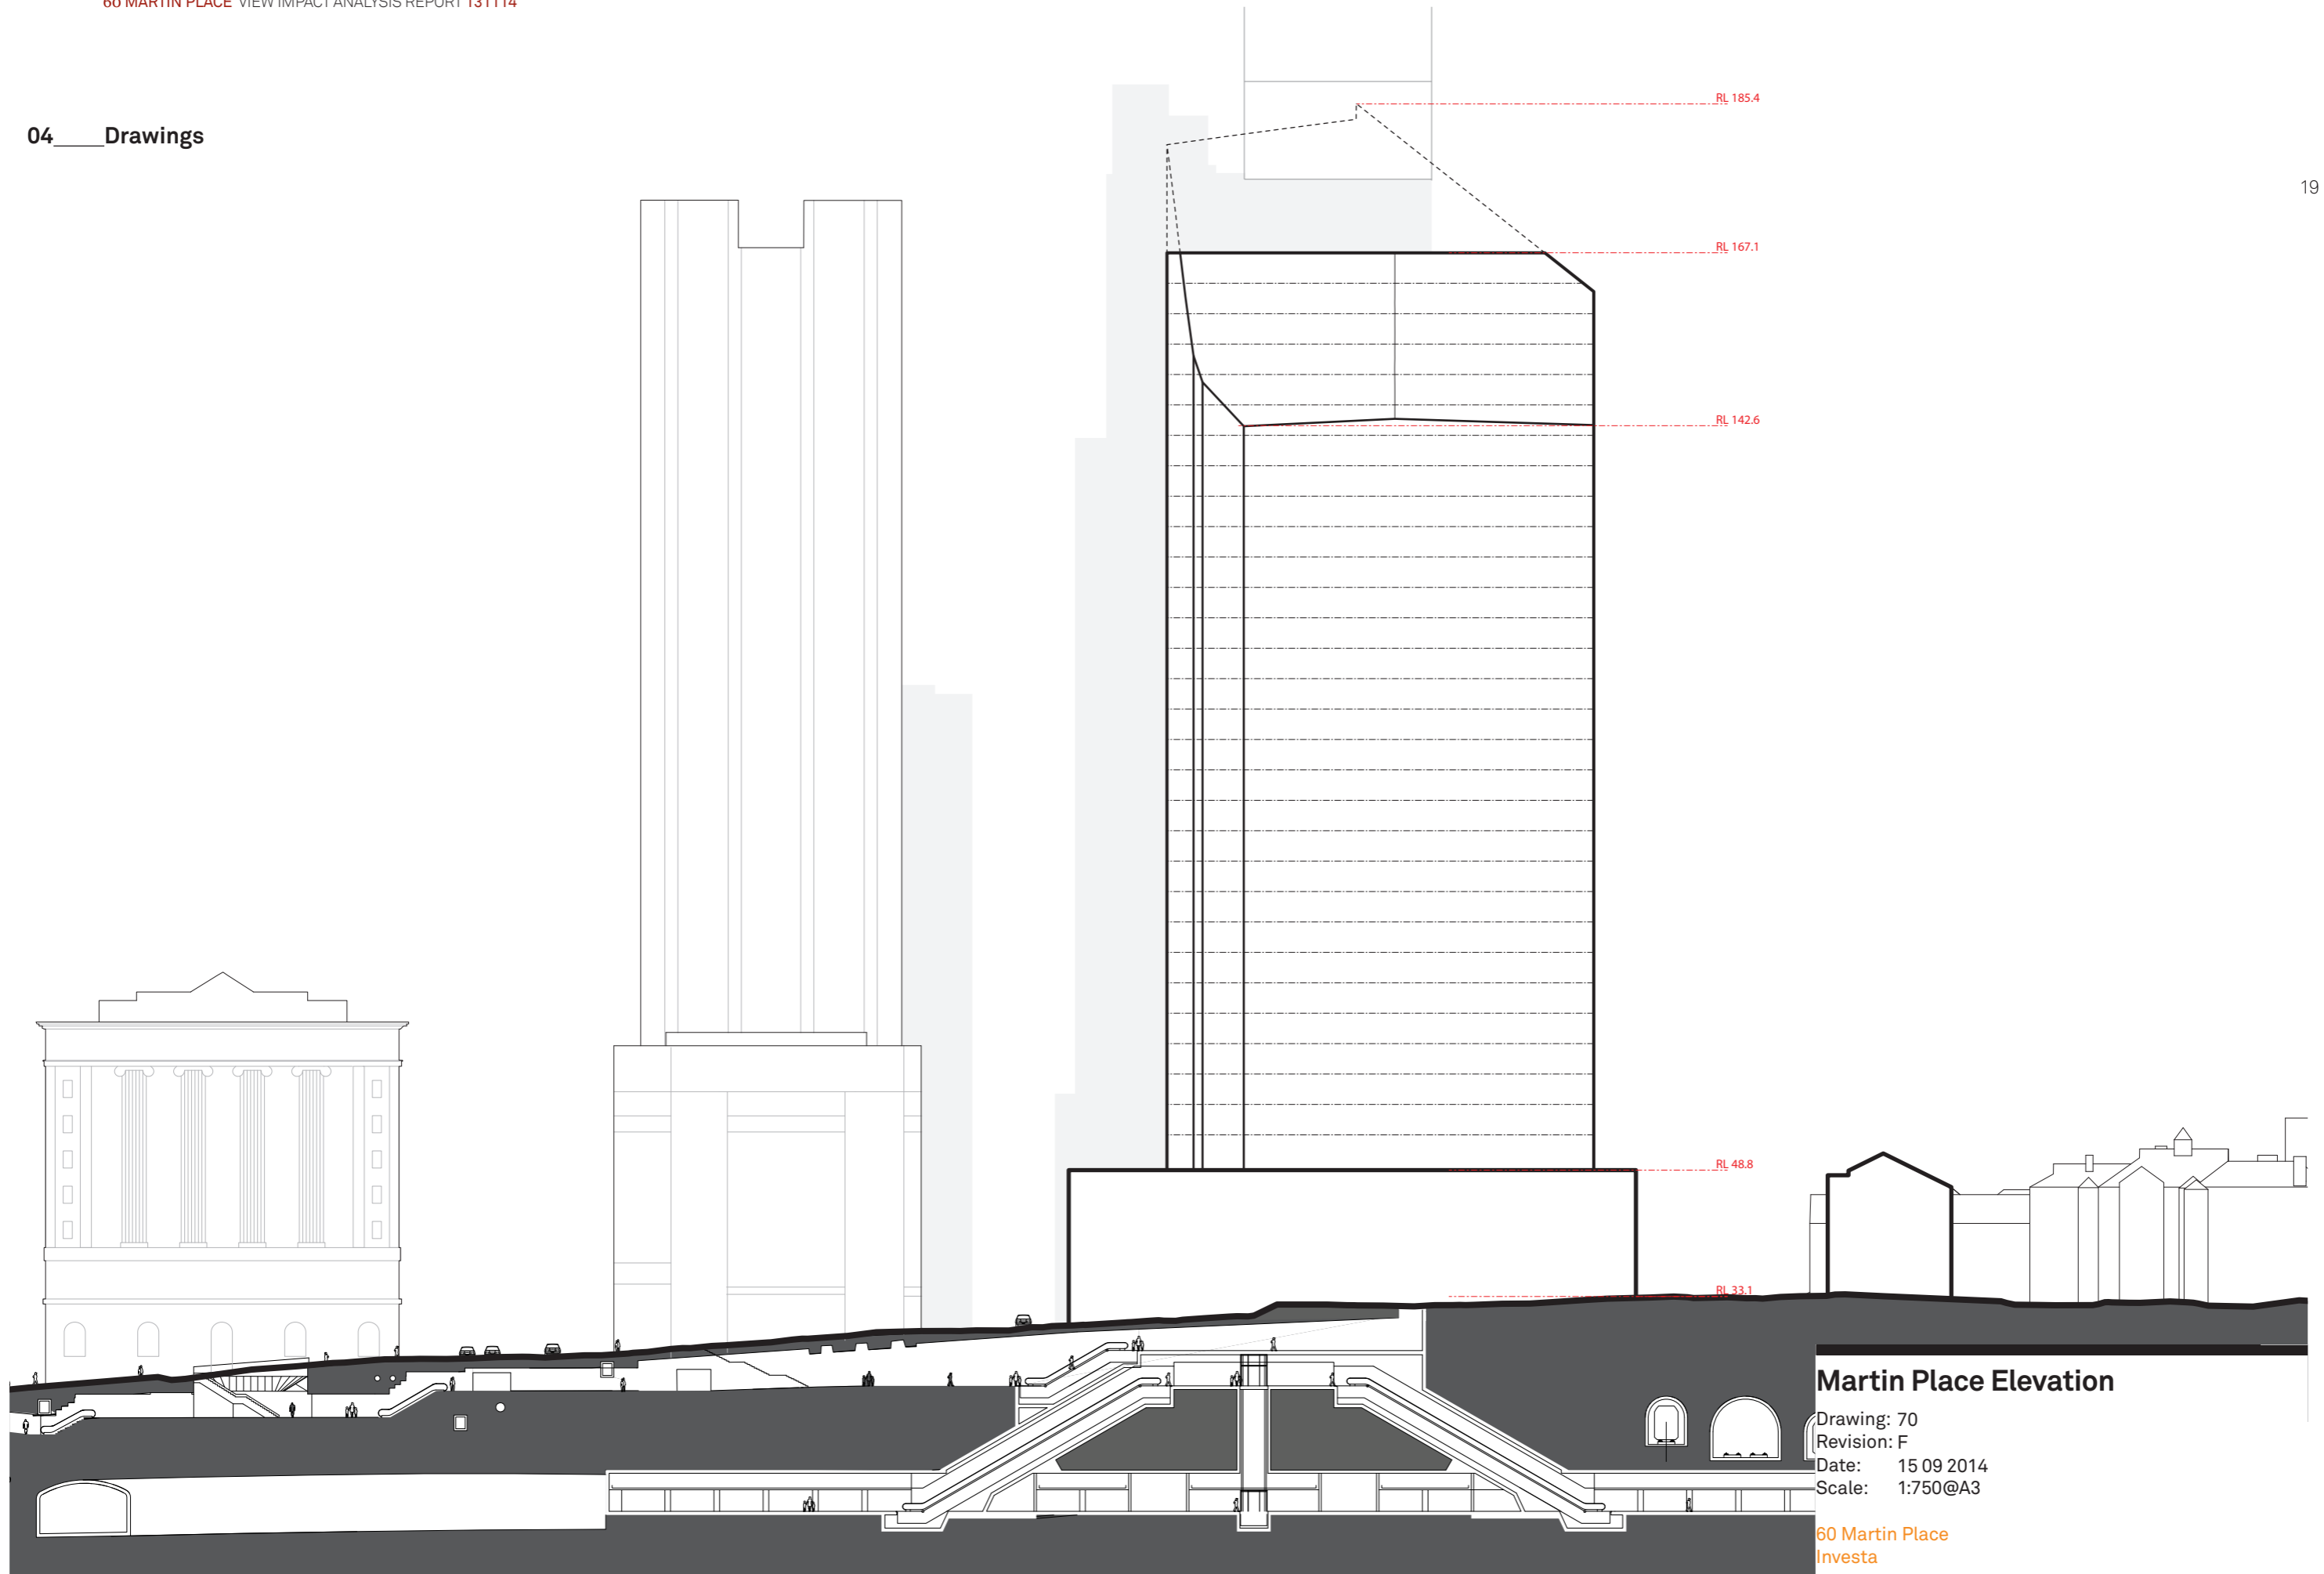 60 MARTIN PLACE VIEW IMPACT ANALYSIS REPORT 131114
04____Drawings
19
RL 185.4
RL 167.1
RL 142.6
RL 48.8
RL 33.1
Martin Place Elevation
Drawing: 70
Revision: F
Date: 15 09 2014
Scale: 1:750@A3
60 Martin Place
Investa